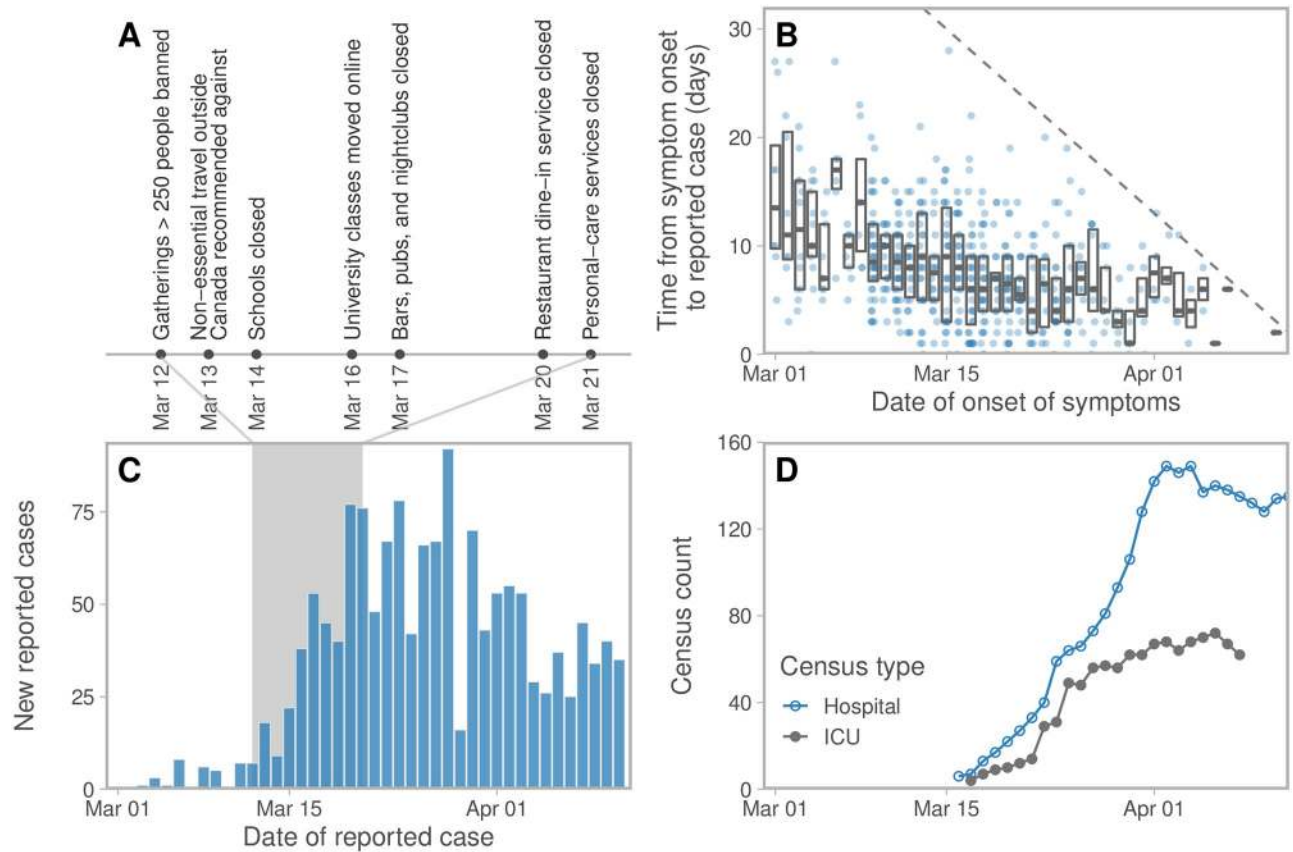 A
Gatherings > 250 people banned
Non−essential travel outside
Canada recommended against
Schools closed
University classes moved online
Bars, pubs, and nightclubs closed
Restaurant dine−in service closed
Personal−care services closed
Mar 12
Mar 13
Mar 14
Mar 16
Mar 17
Mar 20
Mar 21
B
Time from symptom onset
to reported case (days)
30
20
10
0
Mar 01
Mar 15
Apr 01
Date of onset of symptoms
C
New reported cases
75
50
25
0
Mar 01
Mar 15
Apr 01
Date of reported case
D
Census count
160
120
80
40
0
Census type
Hospital
ICU
Mar 01
Mar 15
Apr 01